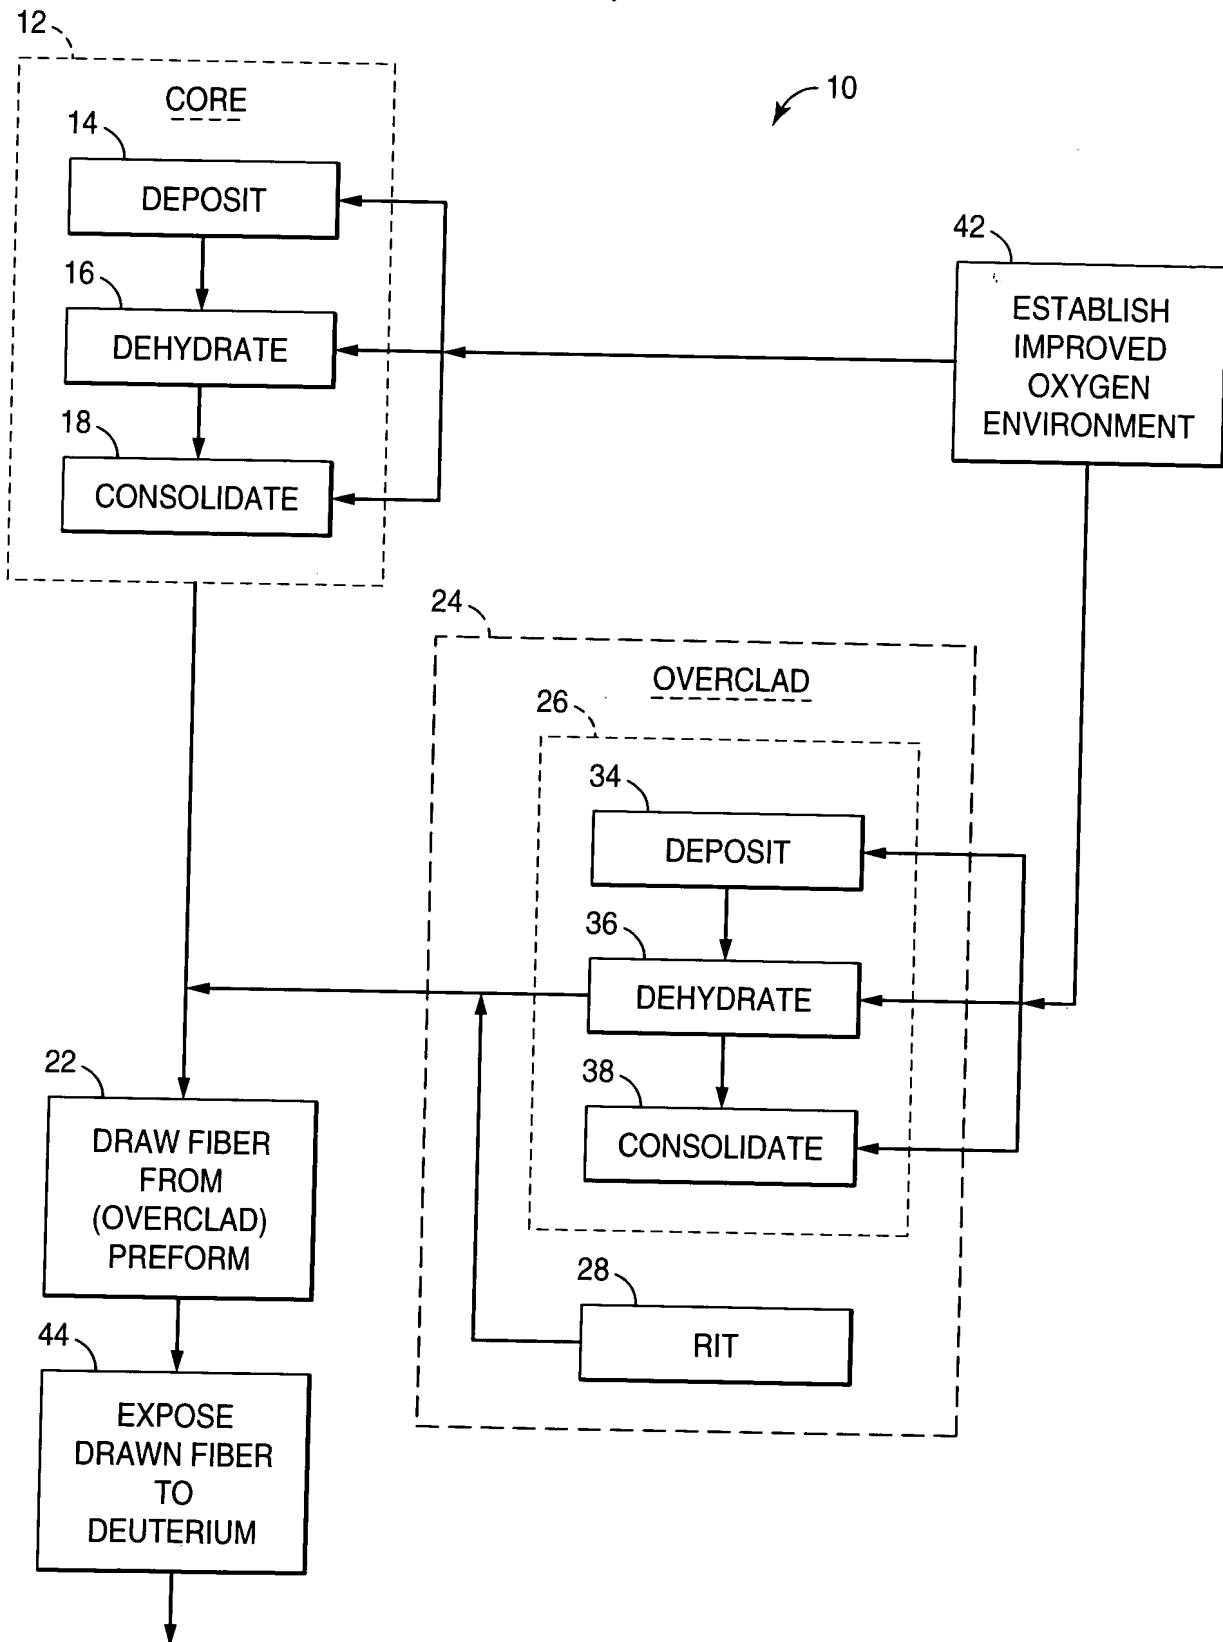 12
CORE
10
14
DEPOSIT
16
DEHYDRATE
18
CONSOLIDATE
42
ESTABLISH
IMPROVED
OXYGEN
ENVIRONMENT
24
OVERCLAD
26
34
DEPOSIT
36
DEHYDRATE
38
CONSOLIDATE
28
RIT
22
DRAW FIBER
FROM
(OVERCLAD)
PREFORM
44
EXPOSE
DRAWN FIBER
TO
DEUTERIUM